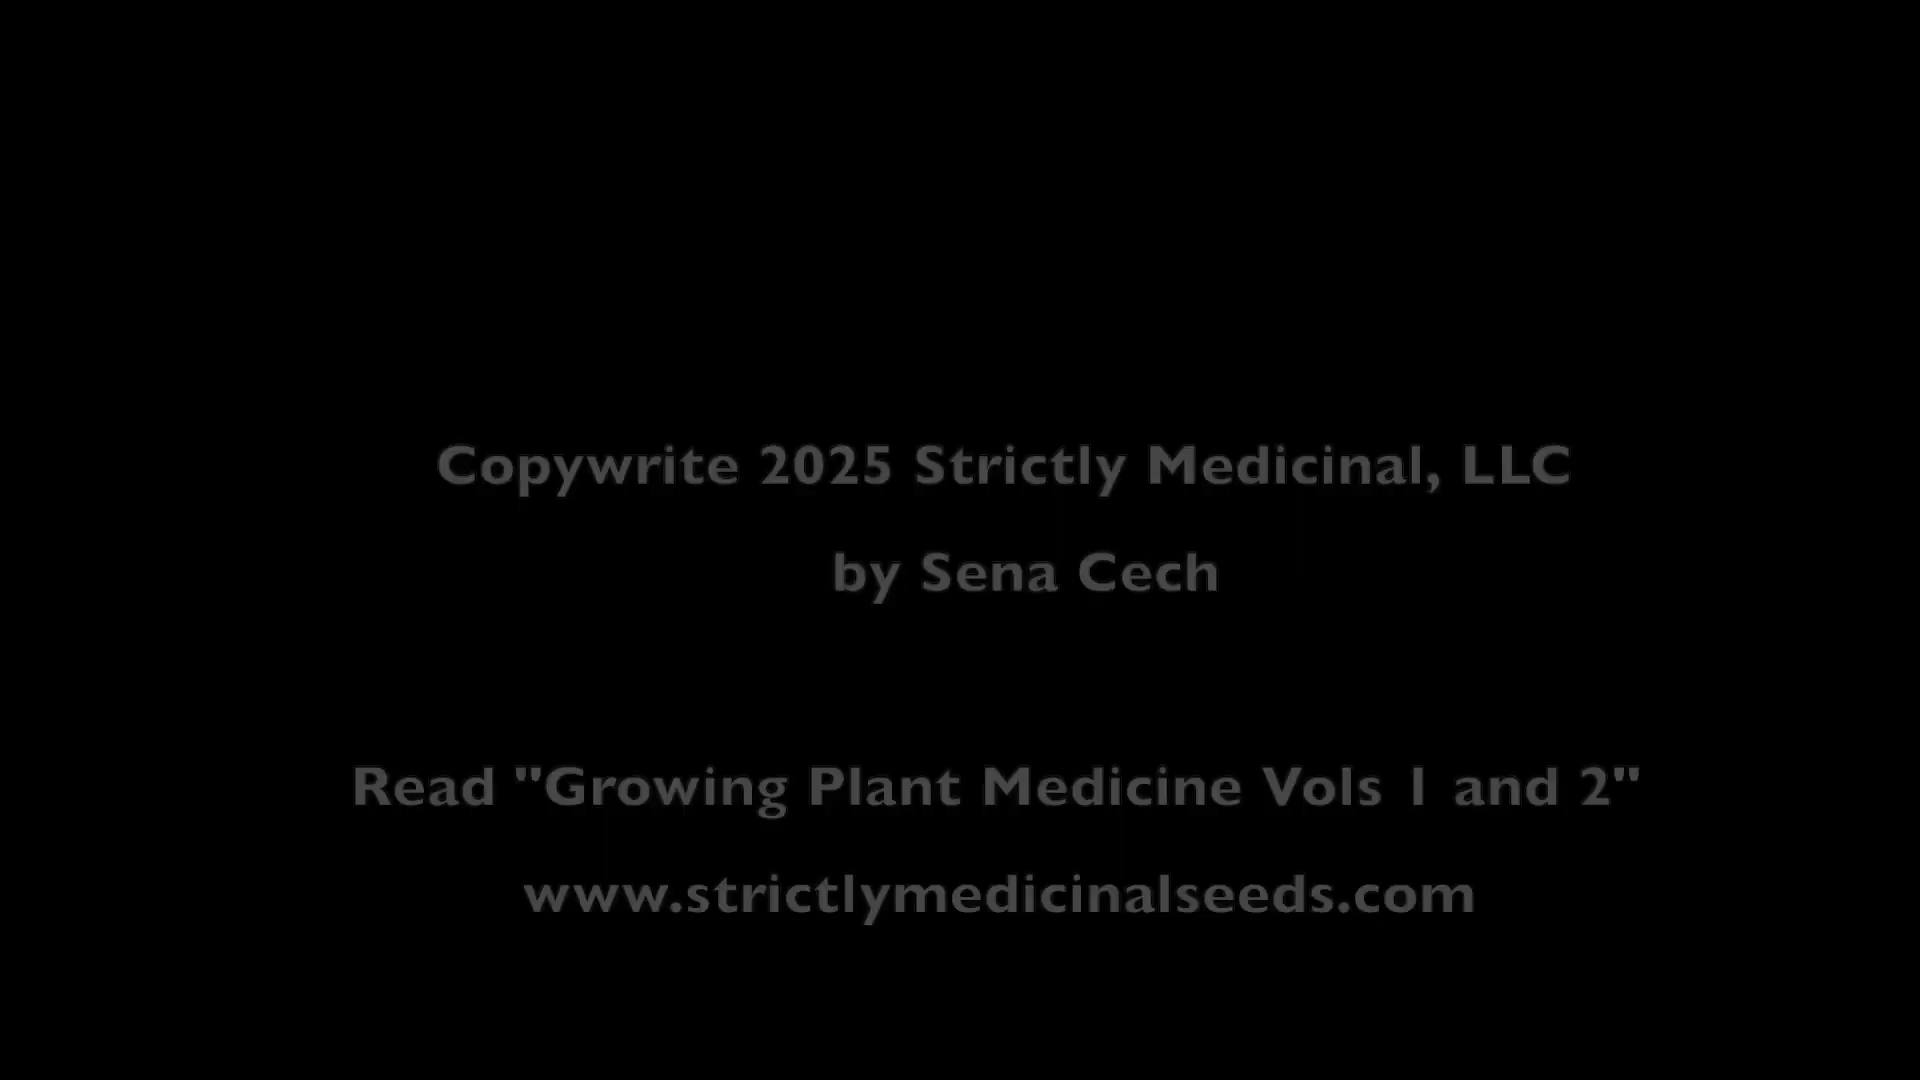 Copywrite 2025 Strictly Medicinal, LLC
by Sena Cech
Read "Growing Plant Medicine Vols 1 and 2"
www.strictlymedicinalseeds.com